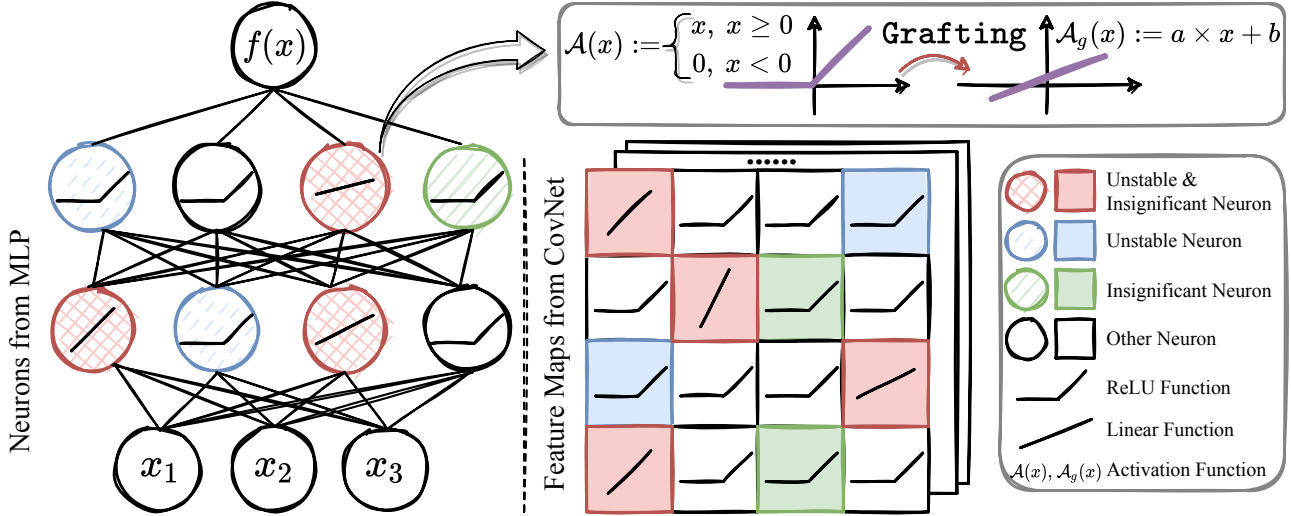 f(x)
𝒜(x) := { x, x ≥ 0
0, x < 0
Grafting
𝒜_g(x) := a × x + b
Neurons from MLP
x₁ x₂ x₃
Feature Maps from CovNet
......
Unstable &
Insignificant Neuron
Unstable Neuron
Insignificant Neuron
Other Neuron
ReLU Function
Linear Function
𝒜(x), 𝒜_g(x) Activation Function